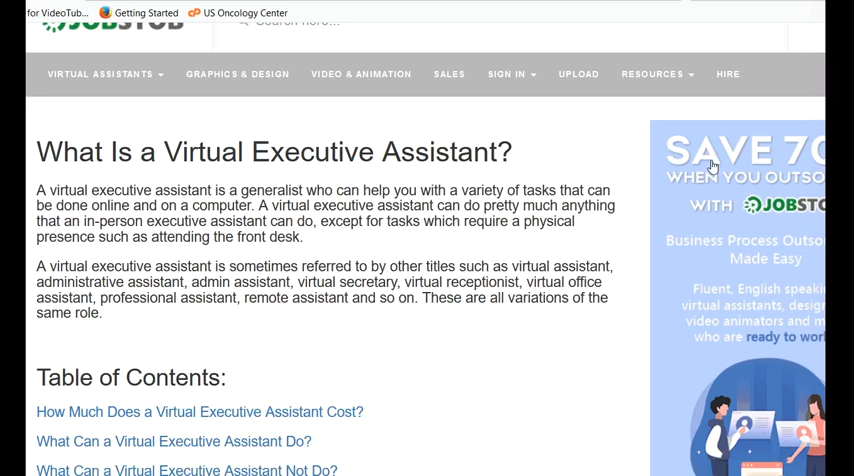 for VideoTub... Getting Started US Oncology Center
JOBSTOB
Search here...
VIRTUAL ASSISTANTS GRAPHICS & DESIGN VIDEO & ANIMATION SALES SIGN IN UPLOAD RESOURCES HIRE
What Is a Virtual Executive Assistant?
A virtual executive assistant is a generalist who can help you with a variety of tasks that can
be done online and on a computer. A virtual executive assistant can do pretty much anything
that an in-person executive assistant can do, except for tasks which require a physical
presence such as attending the front desk.
A virtual executive assistant is sometimes referred to by other titles such as virtual assistant,
administrative assistant, admin assistant, virtual secretary, virtual receptionist, virtual office
assistant, professional assistant, remote assistant and so on. These are all variations of the
same role.
Table of Contents:
How Much Does a Virtual Executive Assistant Cost?
What Can a Virtual Executive Assistant Do?
What Can a Virtual Executive Assistant Not Do?
SAVE 70
WHEN YOU OUTSO
WITH JOBSTO
Business Process Outso
Made Easy
Fluent, English speaki
virtual assistants, design
video animators and m
who are ready to work